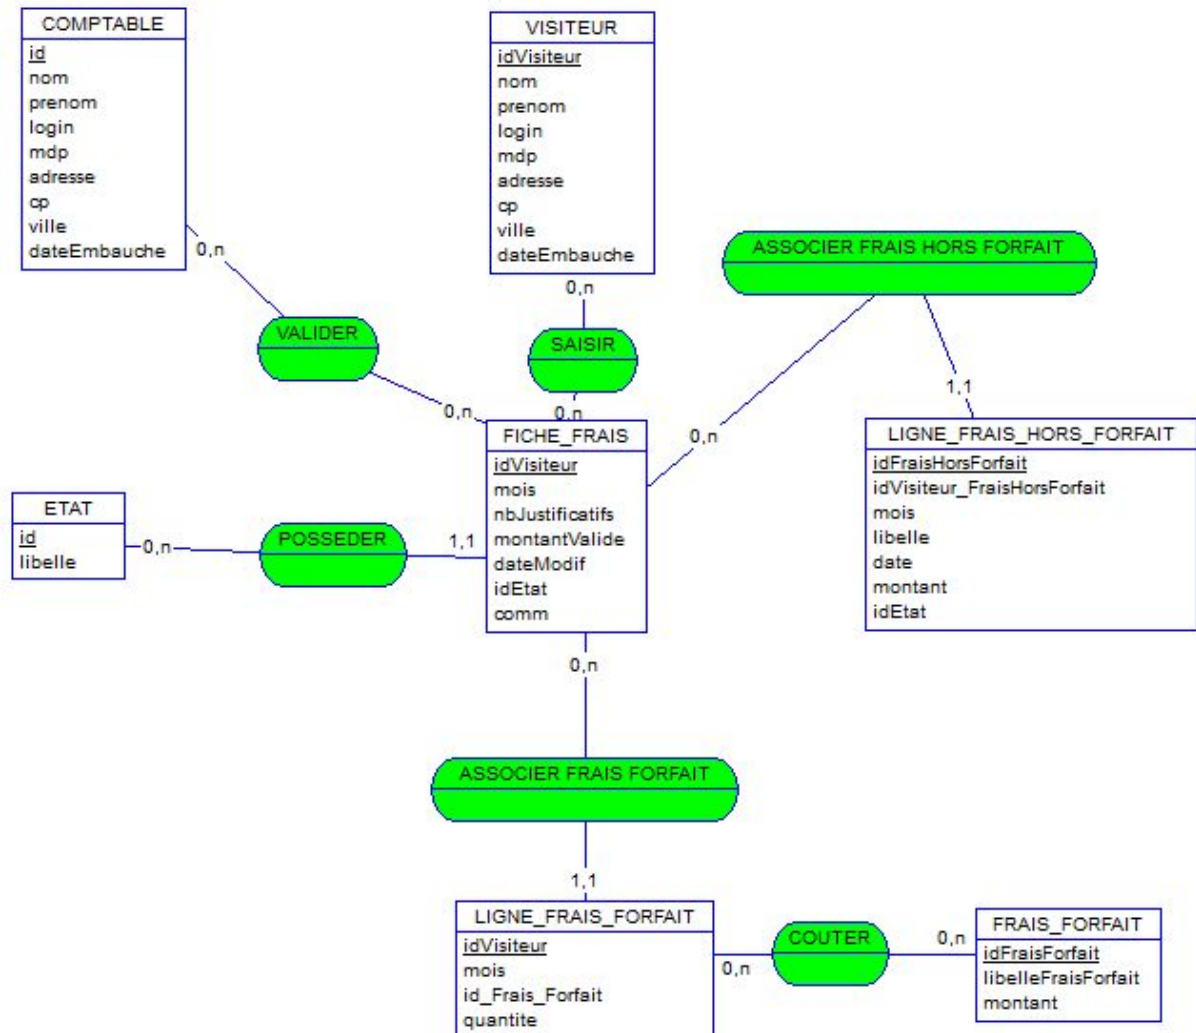 COMPTABLE
id
nom
prenom
login
mdp
adresse
cp
ville
dateEmbauche
VISITEUR
idVisiteur
nom
prenom
login
mdp
adresse
cp
ville
dateEmbauche
0,n
0,n
ASSOCIER FRAIS HORS FORFAIT
VALIDER
SAISIR
0,n
0,n
0,n
1,1
FICHE_FRAIS
idVisiteur
mois
nbJustificatifs
montantValide
dateModif
idEtat
comm
LIGNE_FRAIS_HORS_FORFAIT
idFraisHorsForfait
idVisiteur_FraisHorsForfait
mois
libelle
date
montant
idEtat
ETAT
id
libelle
0,n
POSSEDER
1,1
0,n
ASSOCIER FRAIS FORFAIT
1,1
LIGNE_FRAIS_FORFAIT
idVisiteur
mois
id_Frais_Forfait
quantite
0,n
COUTER
0,n
FRAIS_FORFAIT
idFraisForfait
libelleFraisForfait
montant